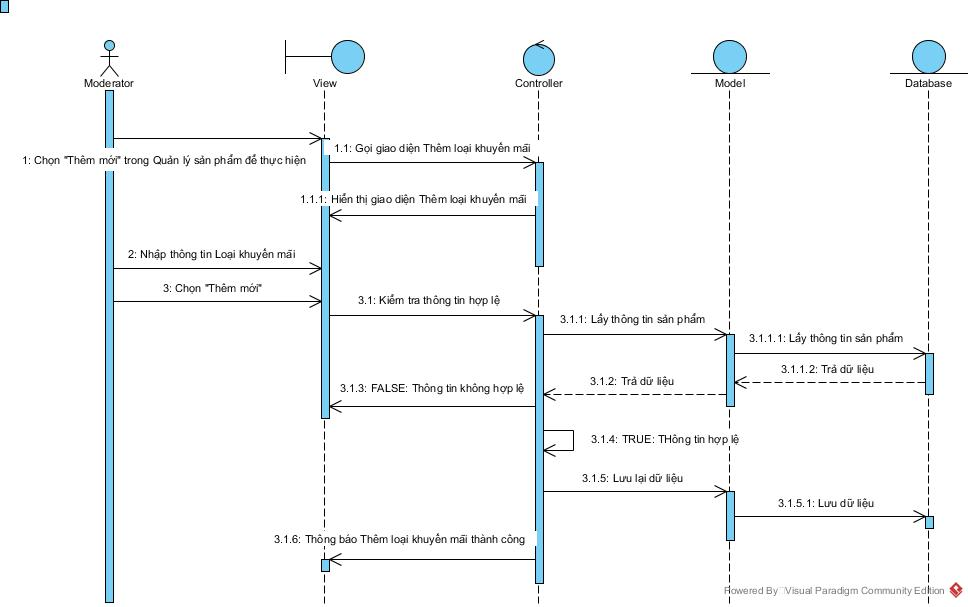 Moderator
View
Controller
Model
Database
1: Chọn "Thêm mới" trong Quản lý sản phẩm để thực hiện
1.1: Gọi giao diện Thêm loại khuyến mãi
1.1.1: Hiển thị giao diện Thêm loại khuyến mãi
2: Nhập thông tin Loại khuyến mãi
3: Chọn "Thêm mới"
3.1: Kiểm tra thông tin hợp lệ
3.1.1: Lấy thông tin sản phẩm
3.1.1.1: Lấy thông tin sản phẩm
3.1.1.2: Trả dữ liệu
3.1.2: Trả dữ liệu
3.1.3: FALSE: Thông tin không hợp lệ
3.1.4: TRUE: THông tin hợp lệ
3.1.5: Lưu lại dữ liệu
3.1.5.1: Lưu dữ liệu
3.1.6: Thông báo Thêm loại khuyến mãi thành công
Powered By Visual Paradigm Community Edition